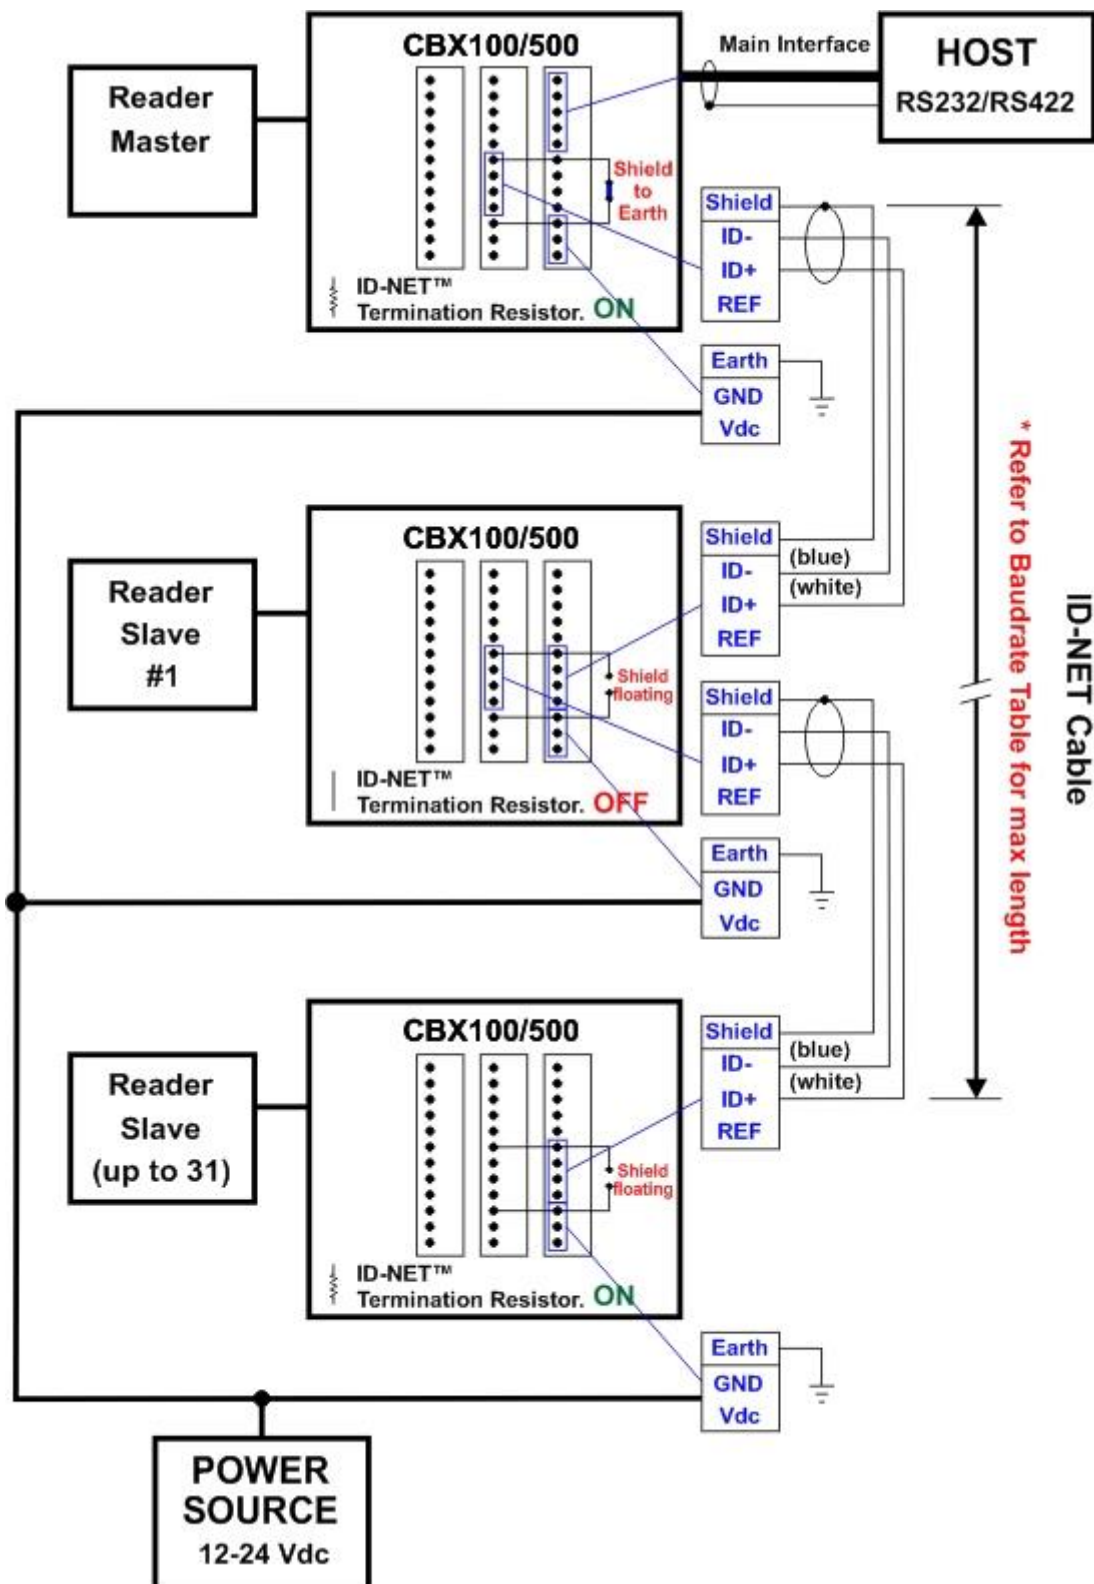 CBX100/500
Reader
Master
Main Interface
HOST
RS232/RS422
Shield
to
Earth
ID-NET™
Termination Resistor. ON
Shield
ID-
ID+
REF
Earth
GND
Vdc
CBX100/500
Reader
Slave
#1
Shield
floating
ID-NET™
Termination Resistor. OFF
Shield
(blue)
ID-
(white)
ID+
REF
Shield
ID-
ID+
REF
Earth
GND
Vdc
* Refer to Baudrate Table for max length
ID-NET Cable
CBX100/500
Reader
Slave
(up to 31)
Shield
floating
ID-NET™
Termination Resistor. ON
Shield
(blue)
ID-
(white)
ID+
REF
Earth
GND
Vdc
POWER
SOURCE
12-24 Vdc